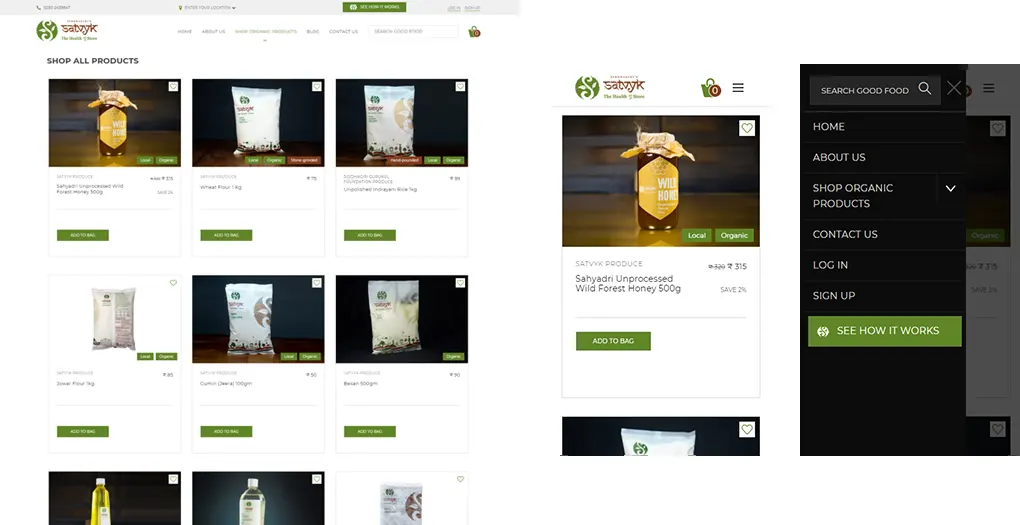 ENTER YOUR LOCATION
SEE HOW IT WORKS
LOG IN
SIGN UP
satvyk
The Health Store
HOME
ABOUT US
SHOP ORGANIC PRODUCTS
BLOG
CONTACT US
SEARCH GOOD FOOD
SHOP ALL PRODUCTS
WILD
Local
Organic
Local
Organic
Stone-grinded
Hand-pounded
Local
Organic
SATVYK PRODUCE
₹ 315
Sahyadri Unprocessed Wild
Forest Honey 500g
SAVE 2%
ADD TO BAG
SATVYK PRODUCE
₹ 75
Wheat Flour 1 Kg
ADD TO BAG
SIDDHAGIRI GURUKUL
FOUNDATION PRODUCE
Unpolished Indrayani Rice 1kg
ADD TO BAG
Local
Organic
Local
Organic
Organic
SATVYK PRODUCE
₹ 85
Jowar Flour 1kg
ADD TO BAG
SATVYK PRODUCE
₹ 50
Cumin (Jeera) 100gm
ADD TO BAG
SATVYK PRODUCE
₹ 90
Besan 500gm
ADD TO BAG
satvyk
The Health Store
0
WILD
HONEY
Local
Organic
SATVYK PRODUCE
₹ 320 ₹ 315
Sahyadri Unprocessed
Wild Forest Honey 500g
SAVE 2%
ADD TO BAG
SEARCH GOOD FOOD
HOME
ABOUT US
SHOP ORGANIC
PRODUCTS
CONTACT US
LOG IN
SIGN UP
SEE HOW IT WORKS
Organic
₹ 315
SAVE 2%